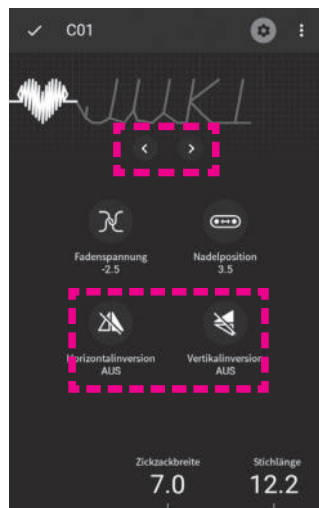 C01
JUKI
Fadenspannung
-2.5
Nadelposition
3.5
Horizontalinversion
AUS
Vertikalinversion
AUS
Zickzackbreite
7.0
Stichlänge
12.2